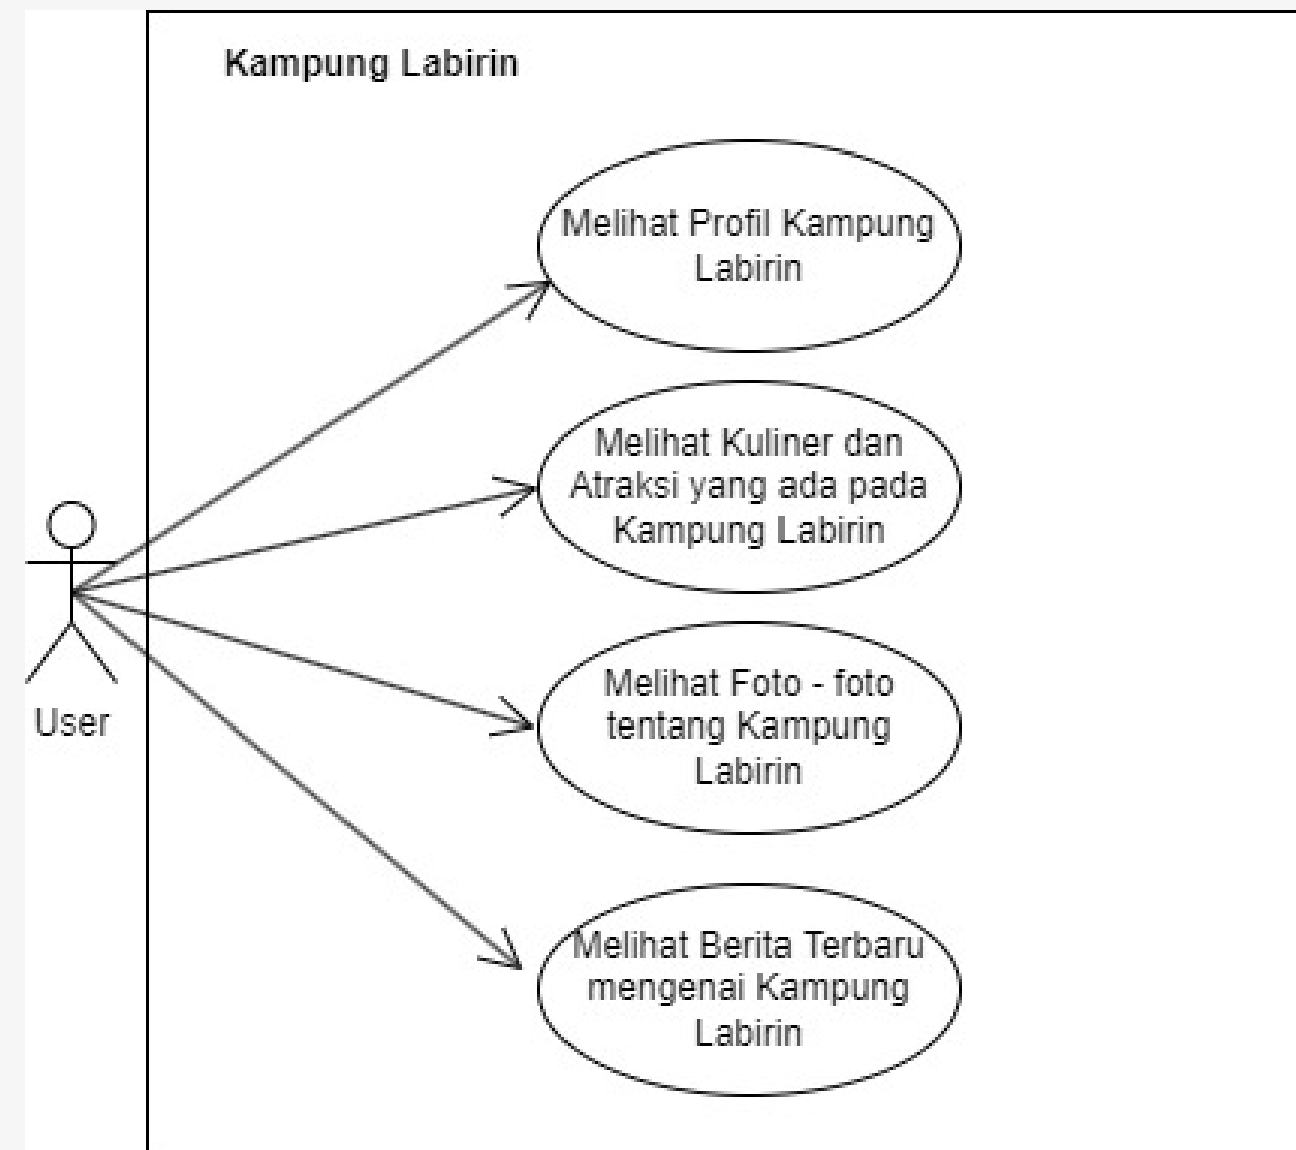 Kampung Labirin
Melihat Profil Kampung
Labirin
Melihat Kuliner dan
Atraksi yang ada pada
Kampung Labirin
Melihat Foto - foto
tentang Kampung
Labirin
User
Melihat Berita Terbaru
mengenai Kampung
Labirin